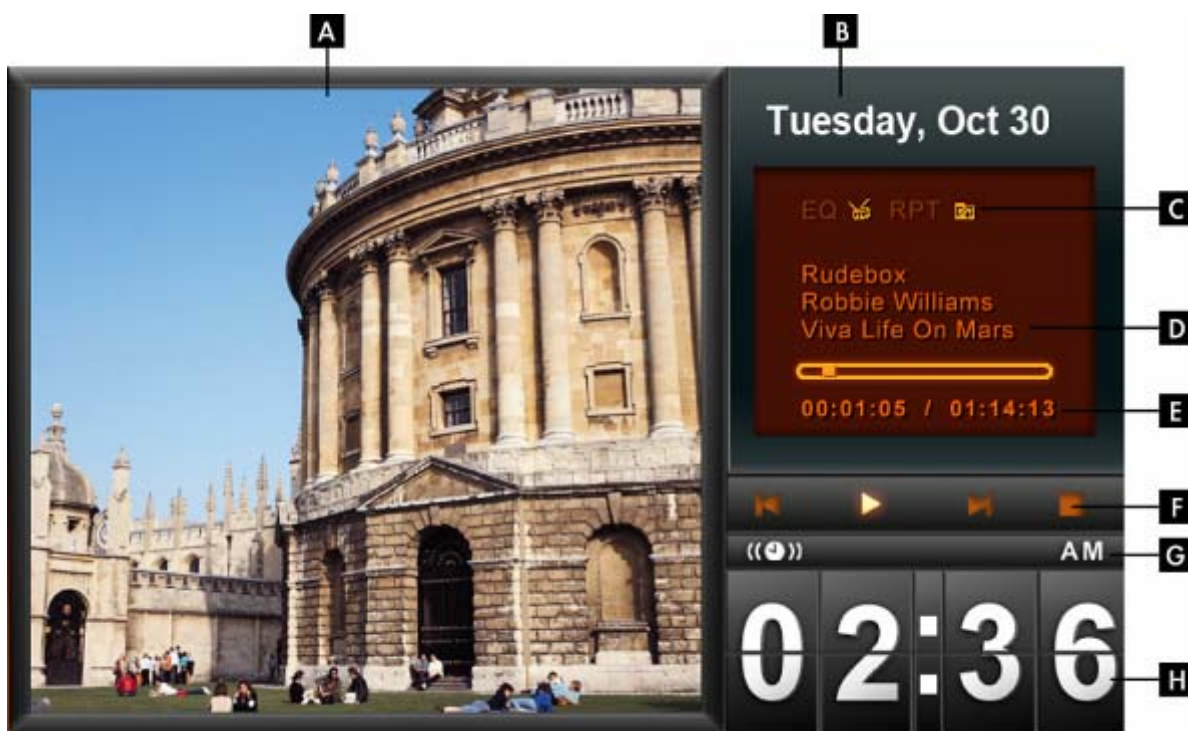 A
B
Tuesday, Oct 30
EQ RPT
C
Rudebox
Robbie Williams
Viva Life On Mars
D
00:01:05 / 01:14:13
E
F
AM
G
02:36
H